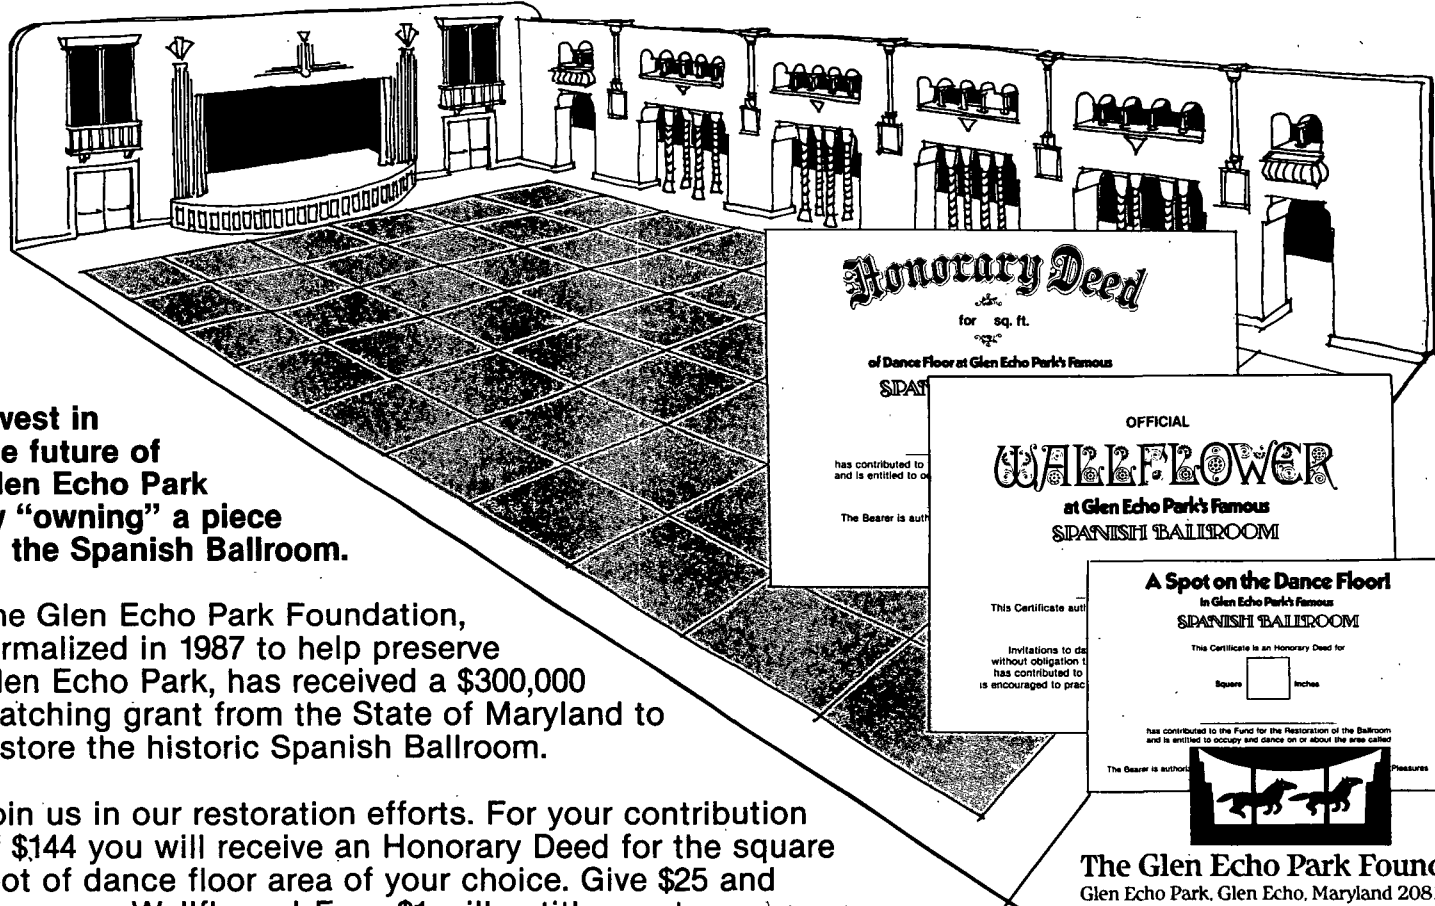 Honorary Deed
for sq. ft.
of Dance Floor at Glen Echo Park's Famous
SPAN
has contributed to
and is entitled to o
The Bearer is auth
OFFICIAL
WALLFLOWER
at Glen Echo Park's Famous
SPANISH BALLROOM
This Certificate auth
Invitations to da
without obligation t
has contributed to
is encouraged to prac
A Spot on the Dance Floor!
in Glen Echo Park's Famous
SPANISH BALLROOM
This Certificate is an Honorary Deed for
Square Inches
has contributed to the Fund for the Restoration of the Ballroom
and is entitled to occupy and dance on or about the area called
The Bearer is authori Pleasures
vest in
e future of
len Echo Park
y "owning" a piece
the Spanish Ballroom.
he Glen Echo Park Foundation,
rmalized in 1987 to help preserve
len Echo Park, has received a $300,000
atching grant from the State of Maryland to
store the historic Spanish Ballroom.
oin us in our restoration efforts. For your contribution
f $144 you will receive an Honorary Deed for the square
oot of dance floor area of your choice. Give $25 and
The Glen Echo Park Found
Glen Echo Park, Glen Echo, Maryland 2081